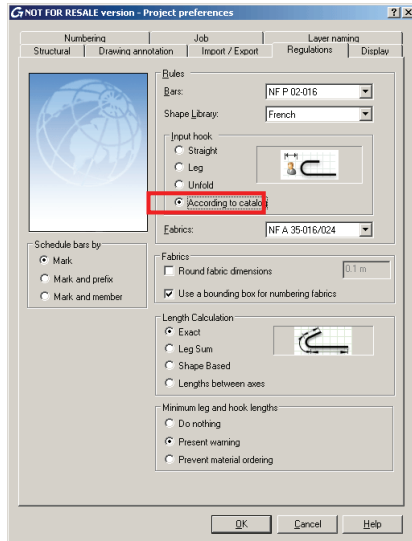 NOT FOR RESALE version - Project preferences
Numbering Job Layer naming
Structural Drawing annotation Import / Export Regulations Display
Rules
Bars: NF P 02-016
Shape Library: French
Input hook
Straight
Leg
Unfold
According to catalog
Fabrics: NF A 35-016/024
Schedule bars by
Mark
Mark and prefix
Mark and member
Fabrics
Round fabric dimensions 0.1 m
Use a bounding box for numbering fabrics
Length Calculation
Exact
Leg Sum
Shape Based
Lengths between axes
Minimum leg and hook lengths
Do nothing
Present warning
Prevent material ordering
OK Cancel Help